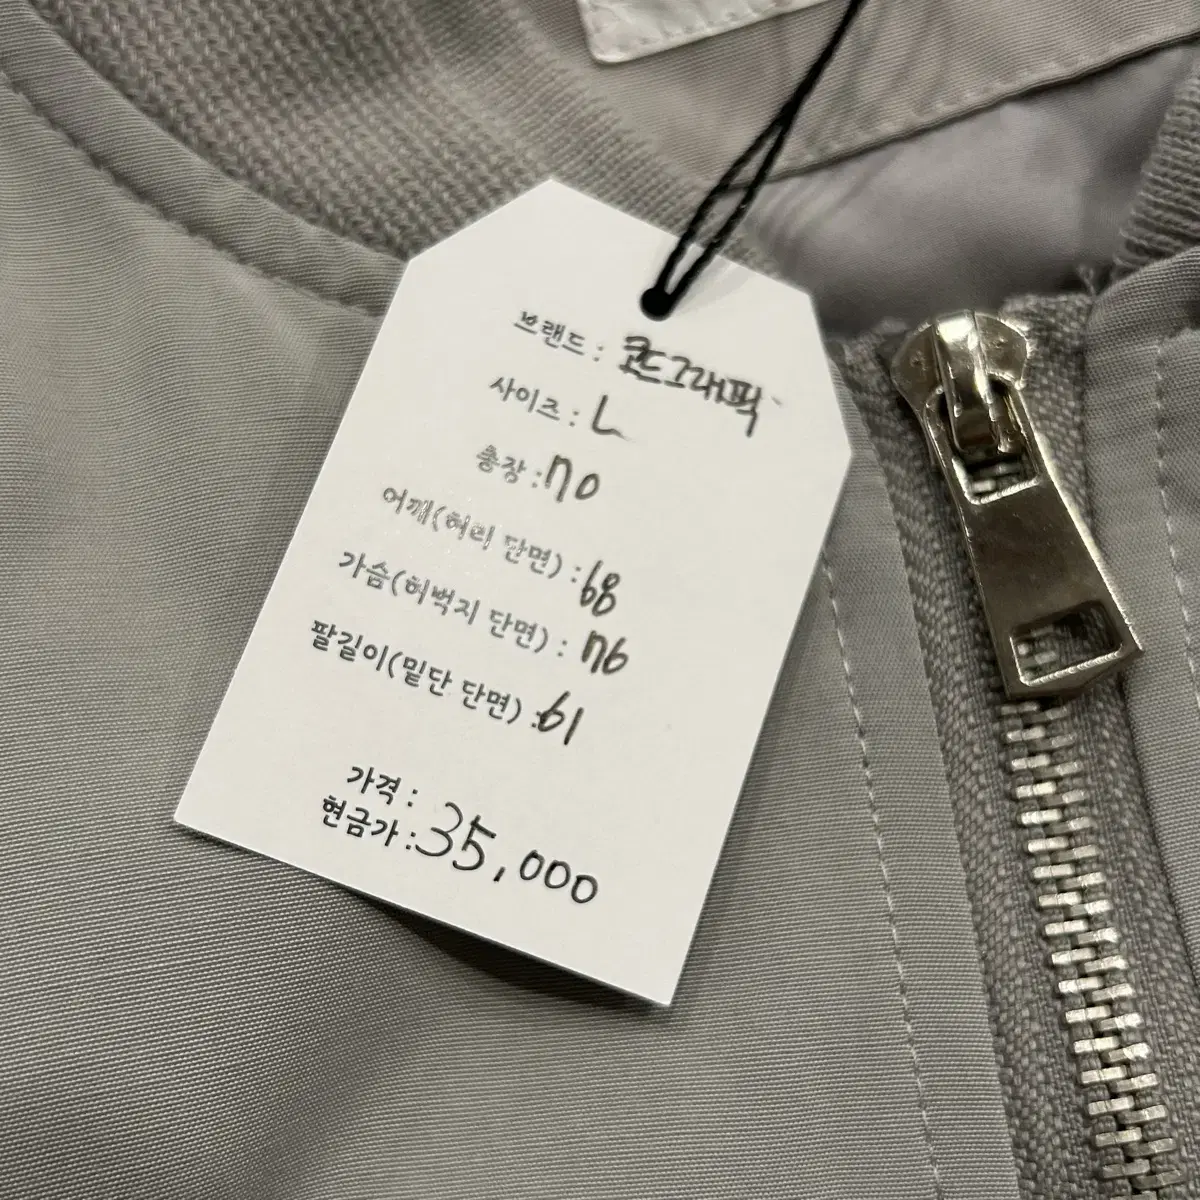 브랜드 : 코드그래픽
사이즈 : L
총장 : 70
어깨(허리 단면) : 68
가슴(허벅지 단면) : 76
팔길이(밑단 단면) : 61
가격 :
현금가 : 35,000